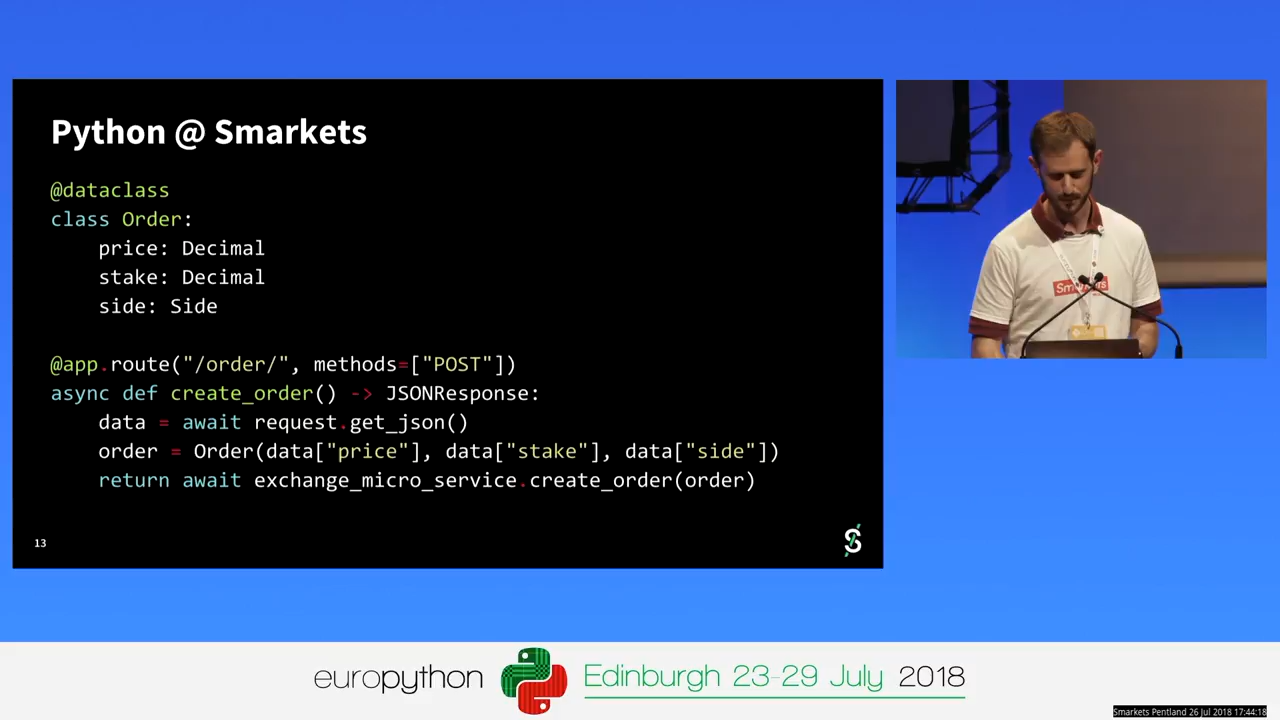 Python @ Smarkets
@dataclass
class Order:
    price: Decimal
    stake: Decimal
    side: Side
@app.route("/order/", methods=["POST"])
async def create_order() -> JSONResponse:
    data = await request.get_json()
    order = Order(data["price"], data["stake"], data["side"])
    return await exchange_micro_service.create_order(order)
13
S
europython
Edinburgh 23-29 July 2018
Smarkets Pentland 26 Jul 2018 17:44:18